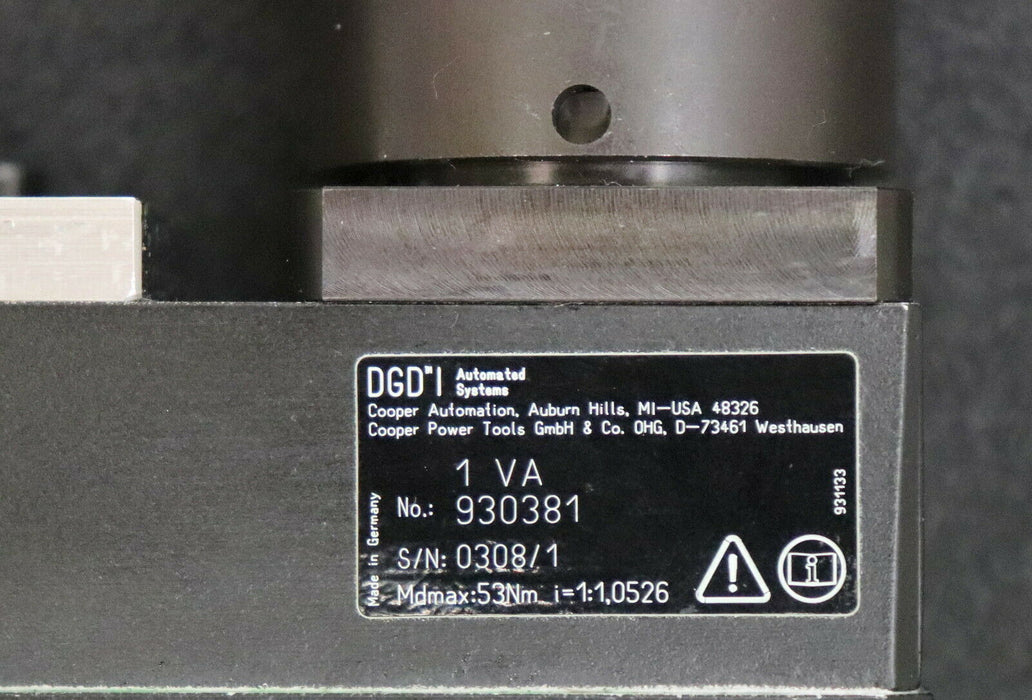 DGD™I Automated
Systems
Cooper Automation, Auburn Hills, MI–USA 48326
Cooper Power Tools GmbH & Co. OHG, D–73461 Westhausen
1 VA
No.: 930381
S/N: 0308/1
Mdmax:53Nm i=1:1,0526
Made in Germany
931133